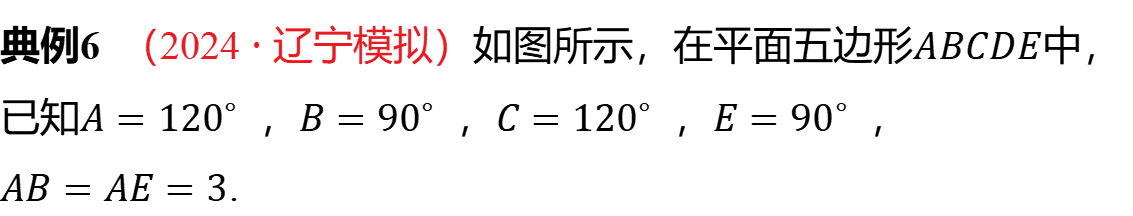 典例6 （2024·辽宁模拟）如图所示，在平面五边形ABCDE中，
已知A = 120°，B = 90°，C = 120°，E = 90°，
AB = AE = 3.